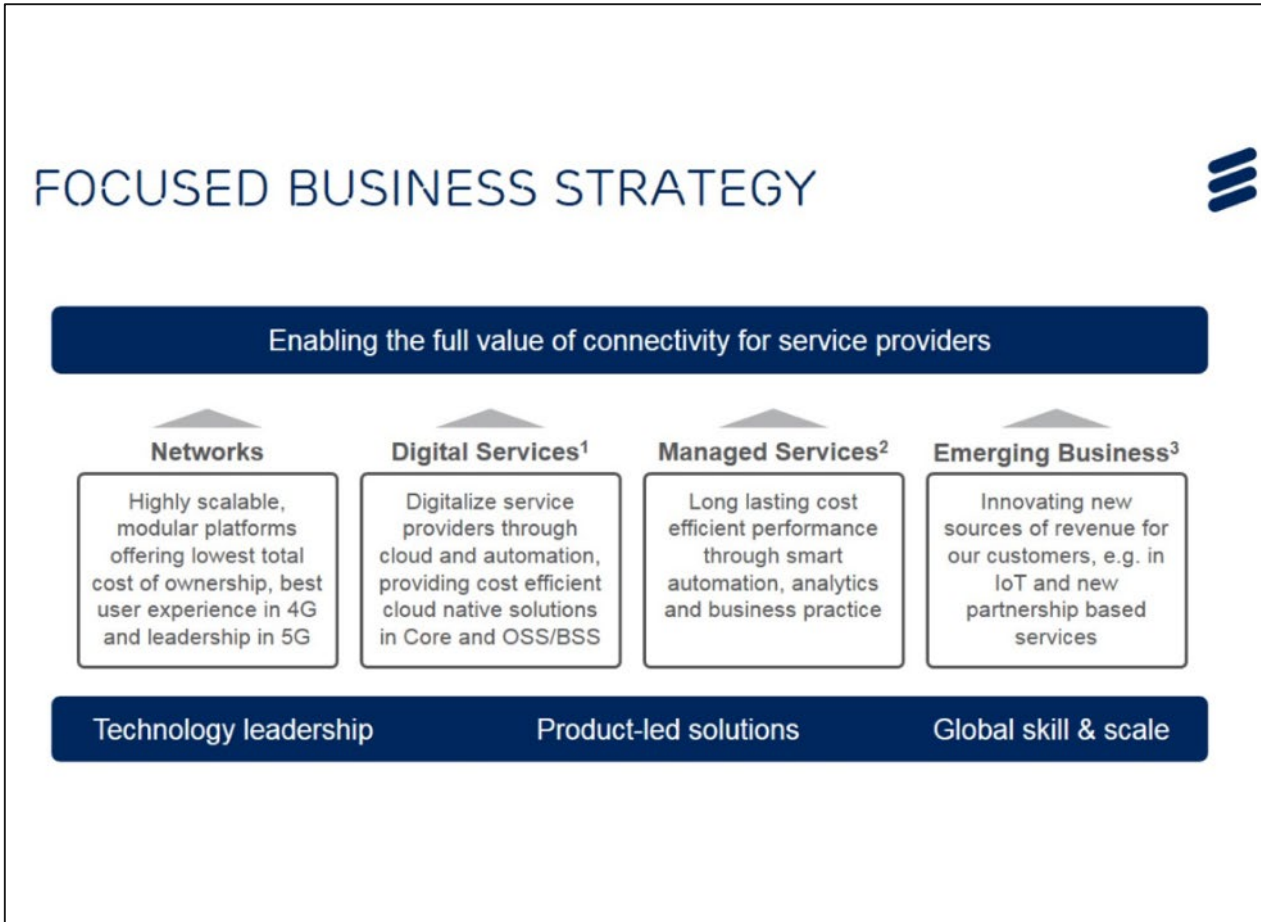 FOCUSED BUSINESS STRATEGY
Enabling the full value of connectivity for service providers
Networks
Highly scalable,
modular platforms
offering lowest total
cost of ownership, best
user experience in 4G
and leadership in 5G
Digital Services¹
Digitalize service
providers through
cloud and automation,
providing cost efficient
cloud native solutions
in Core and OSS/BSS
Managed Services²
Long lasting cost
efficient performance
through smart
automation, analytics
and business practice
Emerging Business³
Innovating new
sources of revenue for
our customers, e.g. in
IoT and new
partnership based
services
Technology leadership
Product-led solutions
Global skill & scale